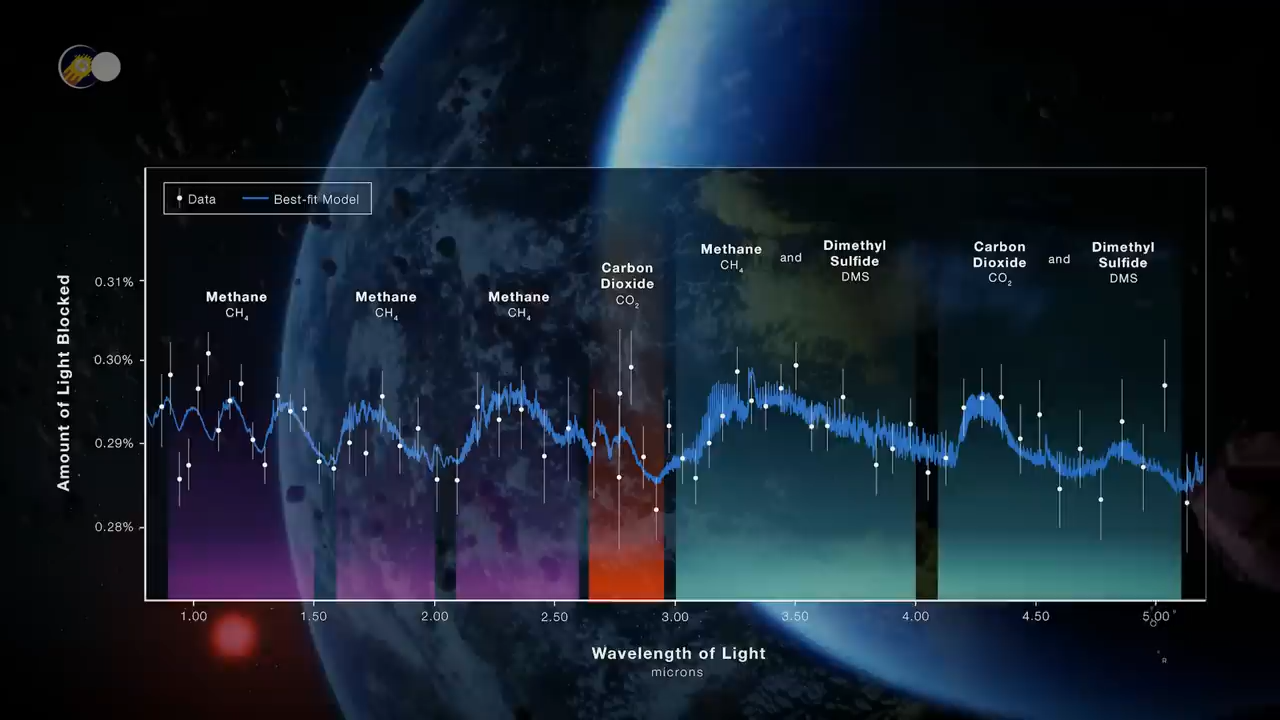 Data
Best-fit Model
Methane
CH₄
Methane
CH₄
Methane
CH₄
Carbon
Dioxide
CO₂
Methane
CH₄
and
Dimethyl
Sulfide
DMS
Carbon
Dioxide
CO₂
and
Dimethyl
Sulfide
DMS
Amount of Light Blocked
0.31%
0.30%
0.29%
0.28%
1.00
1.50
2.00
2.50
3.00
3.50
4.00
4.50
5.00
Wavelength of Light
microns